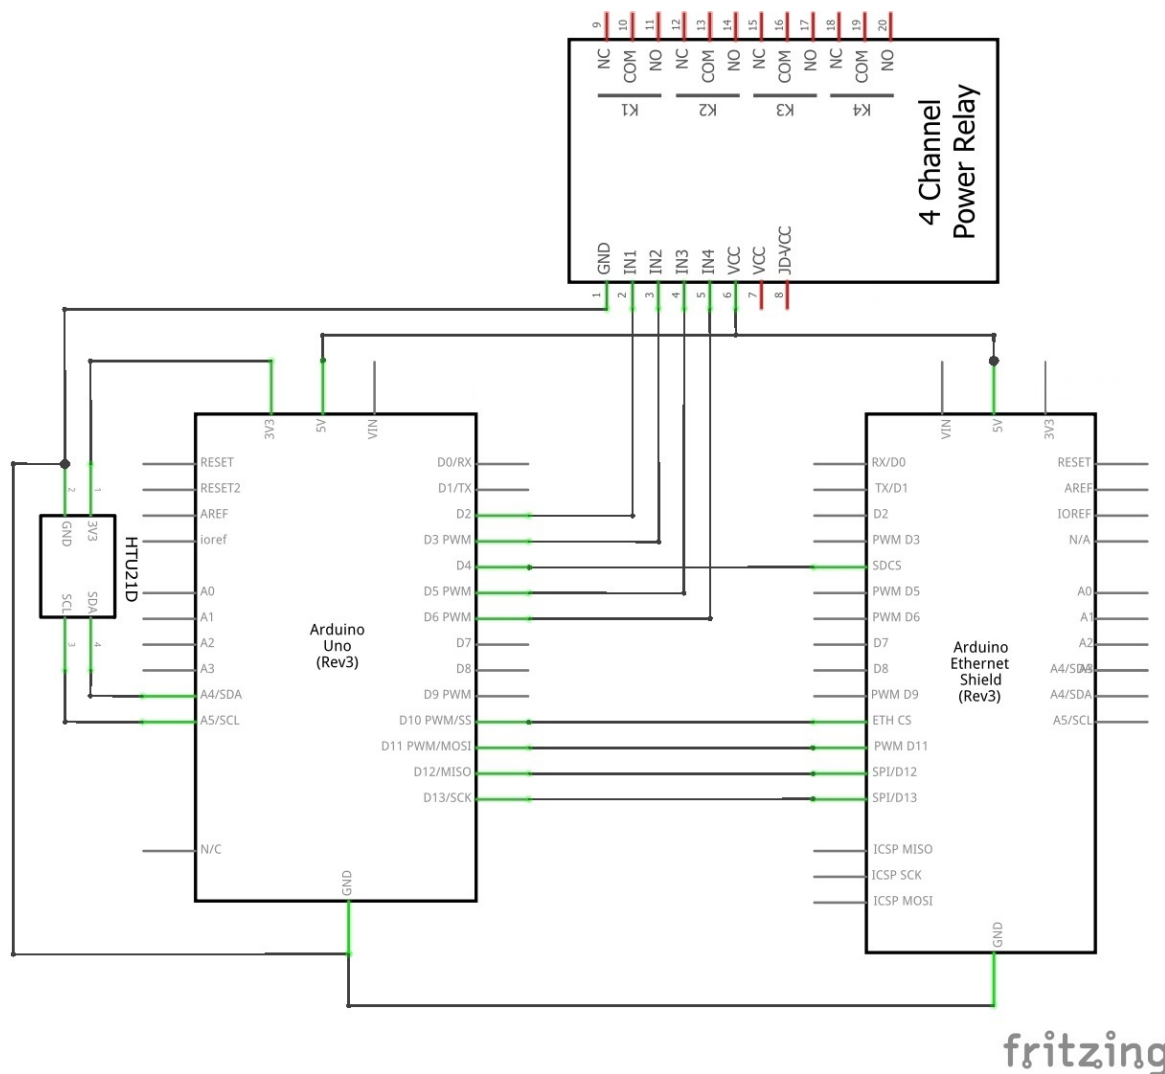 9 10 11 12 13 14 15 16 17 18 19 20
NC COM NO NC COM NO NC COM NO NC COM NO
K1 K2 K3 K4
4 Channel
Power Relay
GND IN1 IN2 IN3 IN4 VCC VCC JD-VCC
1 2 3 4 5 6 7 8
3V3 5V VIN
RESET
RESET2
AREF
ioref
A0
A1
A2
A3
A4/SDA
A5/SCL
N/C
D0/RX
D1/TX
D2
D3 PWM
D4
D5 PWM
D6 PWM
D7
D8
D9 PWM
D10 PWM/SS
D11 PWM/MOSI
D12/MISO
D13/SCK
Arduino
Uno
(Rev3)
GND
2 1
GND 3V3
HTU21D
SCL SDA
3 4
VIN 5V 3V3
RX/D0
TX/D1
D2
PWM D3
SDCS
PWM D5
PWM D6
D7
D8
PWM D9
ETH CS
PWM D11
SPI/D12
SPI/D13
ICSP MISO
ICSP SCK
ICSP MOSI
RESET
AREF
IOREF
N/A
A0
A1
A2
A4/SDA
A4/SDA
A5/SCL
Arduino
Ethernet
Shield
(Rev3)
GND
fritzing